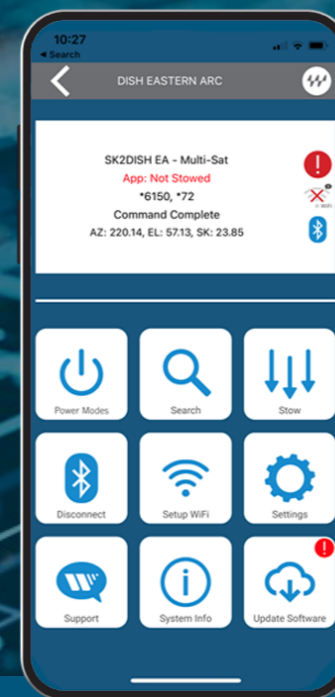 10:27
◀ Search
DISH EASTERN ARC
SK2DISH EA - Multi-Sat
App: Not Stowed
*6150, *72
Command Complete
AZ: 220.14, EL: 57.13, SK: 23.85
Power Modes
Search
Stow
Disconnect
Setup WiFi
Settings
Support
System Info
Update Software